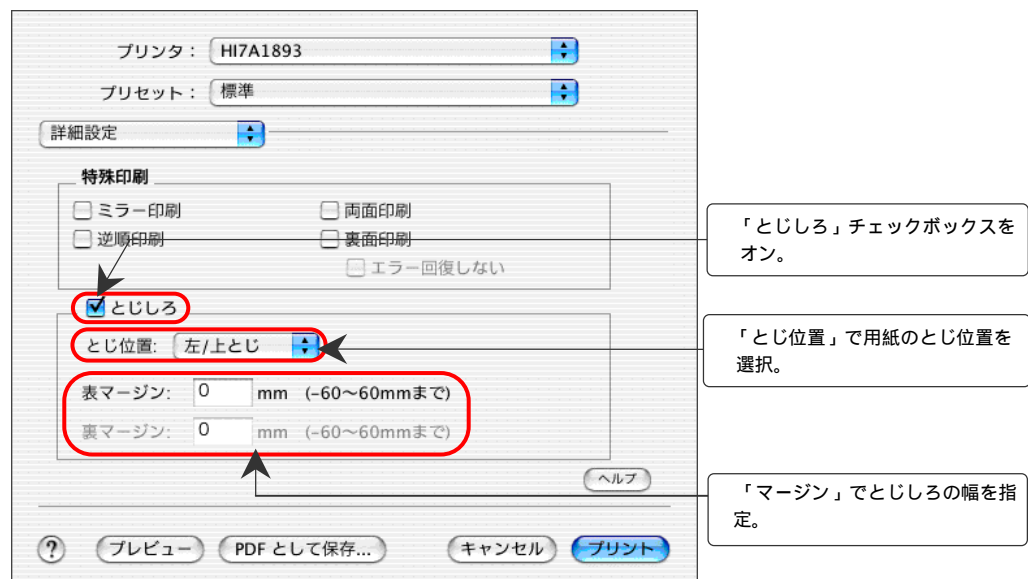 プリンタ： HI7A1893
プリセット： 標準
詳細設定
特殊印刷
ミラー印刷 両面印刷
逆順印刷 裏面印刷
エラー回復しない
とじしろ
とじ位置: 左/上とじ
表マージン: 0 mm (-60〜60mmまで)
裏マージン: 0 mm (-60〜60mmまで)
ヘルプ
? プレビュー PDF として保存... キャンセル プリント
「とじしろ」チェックボックスを
オン。
「とじ位置」で用紙のとじ位置を
選択。
「マージン」でとじしろの幅を指
定。